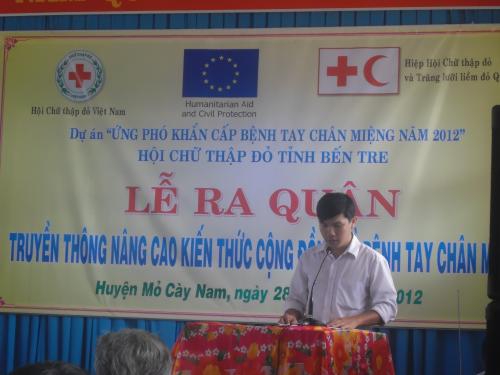 Hội Chữ thập đỏ Việt Nam
Humanitarian Aid
and Civil Protection
Hiệp hội Chữ thập đỏ
và Trăng lưỡi liềm đỏ Q
Dự án "ỨNG PHÓ KHẨN CẤP BỆNH TAY CHÂN MIỆNG NĂM 2012"
HỘI CHỮ THẬP ĐỎ TỈNH BẾN TRE
LỄ RA QUÂN
TRUYỀN THÔNG NÂNG CAO KIẾN THỨC CỘNG BỆNH TAY CHÂN M
Huyện Mỏ Cày Nam, ngày 28 2012